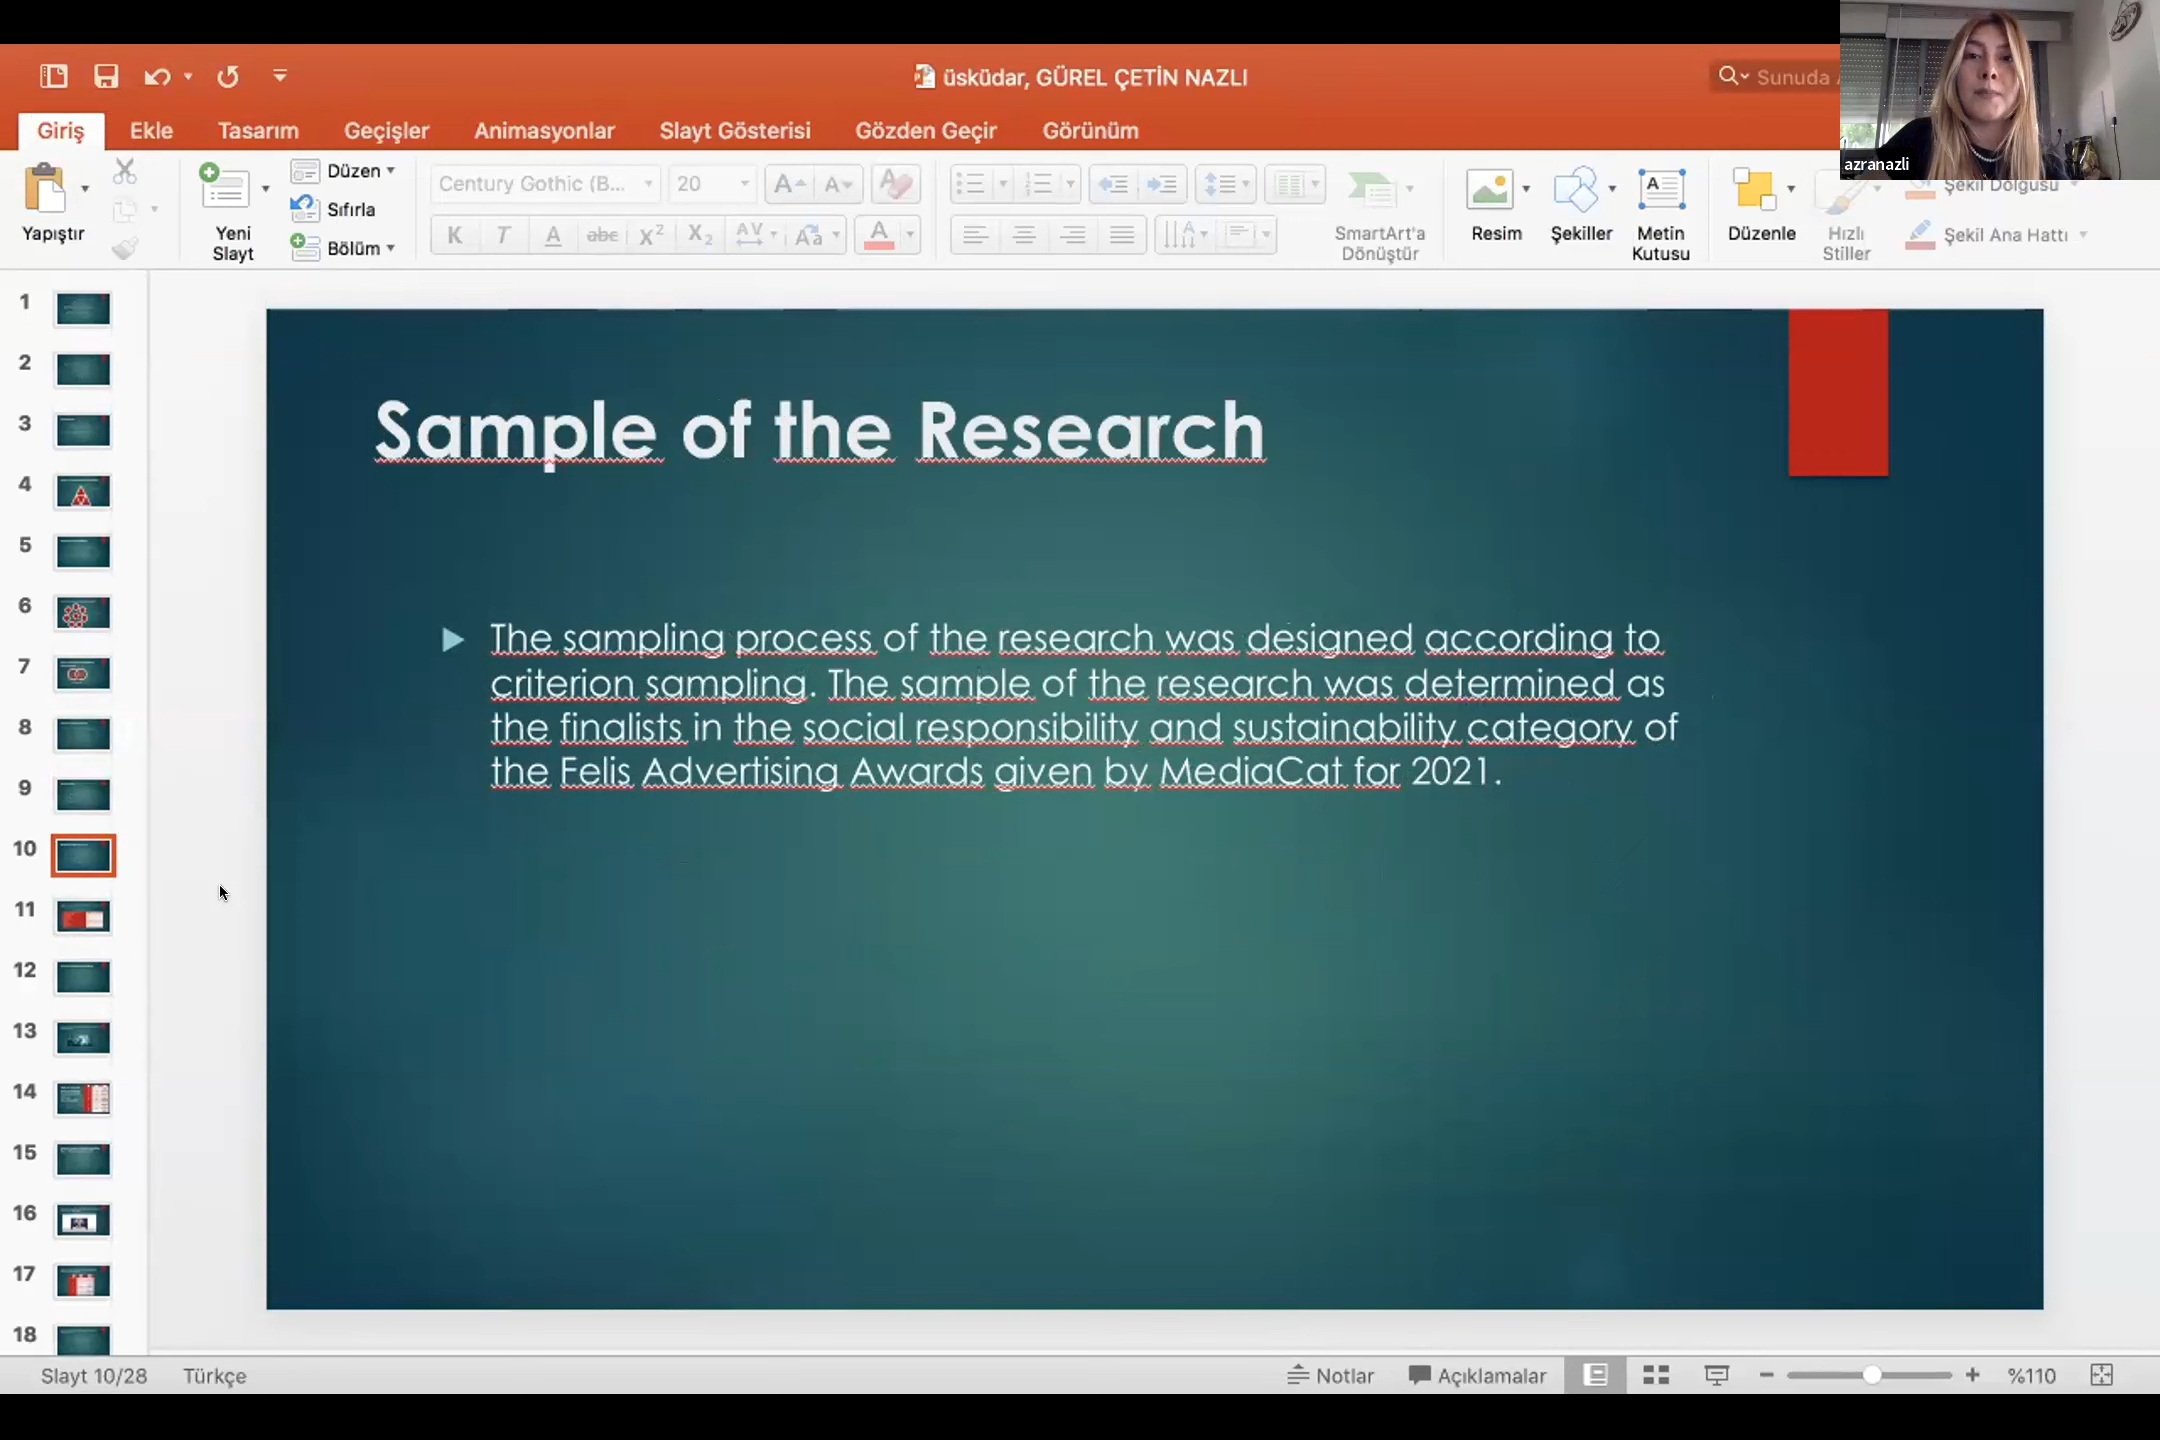 üsküdar, GÜREL ÇETİN NAZLI
Sunuda
azranazli
Giriş Ekle Tasarım Geçişler Animasyonlar Slayt Gösterisi Gözden Geçir Görünüm
Yapıştır
Yeni Slayt
Düzen
Sıfırla
Bölüm
Century Gothic (B... 20
K T A abc X² X₂ AV Aa A
SmartArt'a Dönüştür
Resim
Şekiller
Metin Kutusu
Düzenle
Hızlı Stiller
Şekil Dolgusu
Şekil Ana Hattı
1
2
3
4
5
6
7
8
9
10
11
12
13
14
15
16
17
18
Sample of the Research
The sampling process of the research was designed according to
criterion sampling. The sample of the research was determined as
the finalists in the social responsibility and sustainability category of
the Felis Advertising Awards given by MediaCat for 2021.
Slayt 10/28 Türkçe Notlar Açıklamalar %110